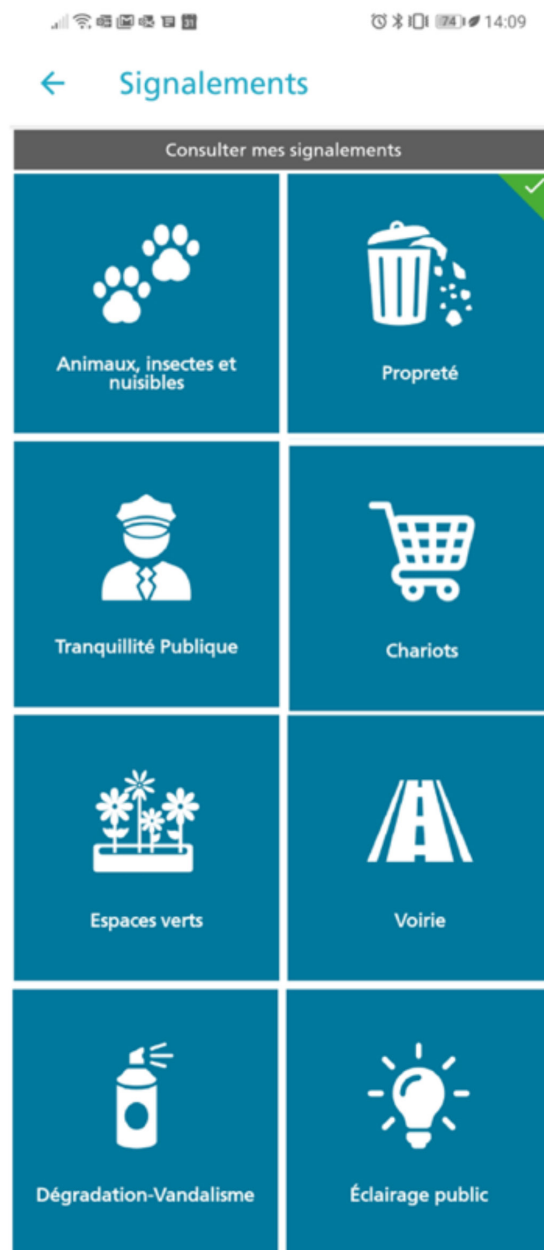 74 14:09
Signalements
Consulter mes signalements
Animaux, insectes et
nuisibles
Propreté
Tranquillité Publique
Chariots
Espaces verts
Voirie
Dégradation-Vandalisme
Éclairage public